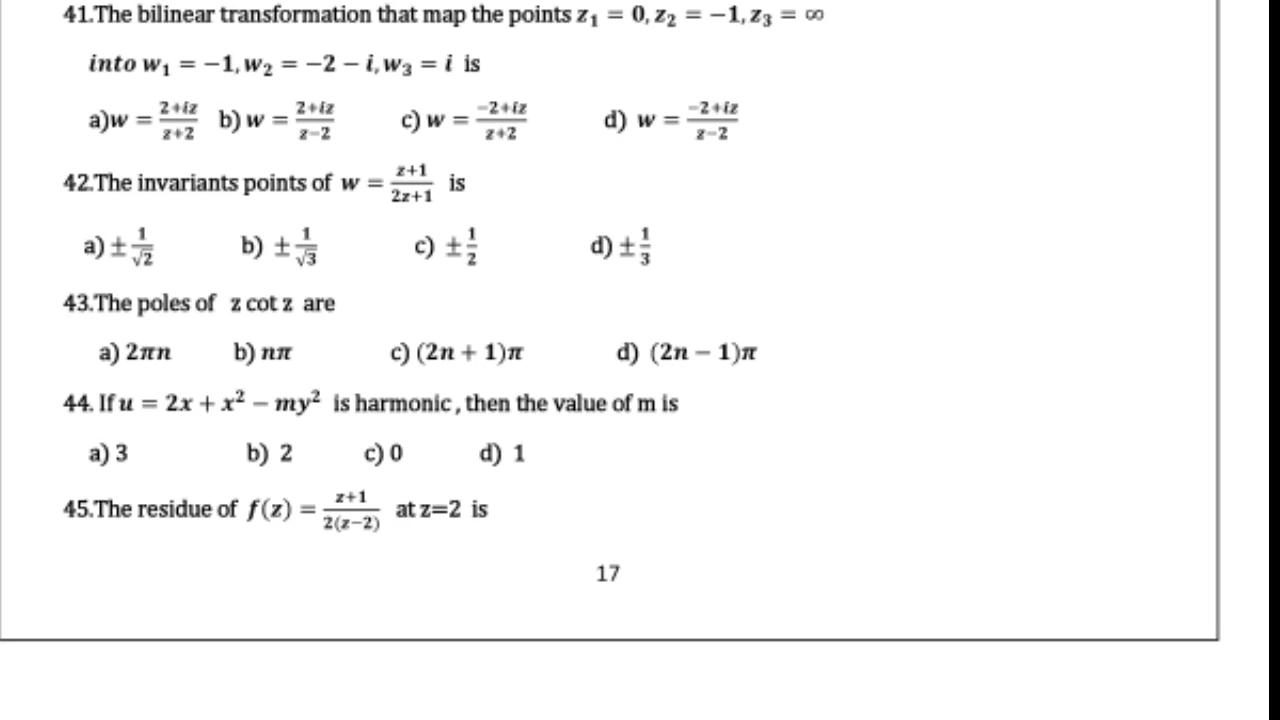 41.The bilinear transformation that map the points z₁ = 0, z₂ = −1, z₃ = ∞
into w₁ = −1, w₂ = −2 − i, w₃ = i is
a)w = (2+iz)/(z+2) b) w = (2+iz)/(z−2) c) w = (−2+iz)/(z+2) d) w = (−2+iz)/(z−2)
42.The invariants points of w = (z+1)/(2z+1) is
a) ± 1/√2 b) ± 1/√3 c) ± 1/2 d) ± 1/3
43.The poles of z cot z are
a) 2πn b) nπ c) (2n + 1)π d) (2n − 1)π
44. If u = 2x + x² − my² is harmonic , then the value of m is
a) 3 b) 2 c) 0 d) 1
45.The residue of f(z) = (z+1)/(2(z−2)) at z=2 is
17